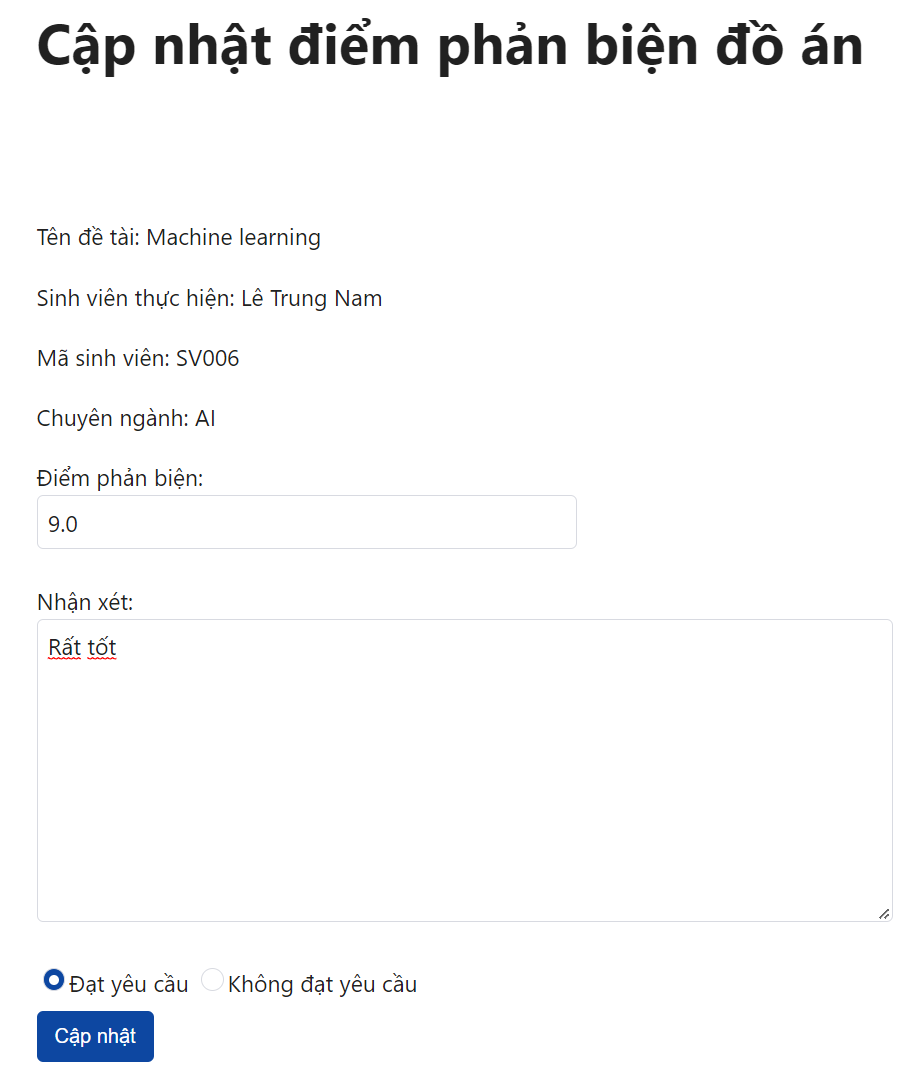 Cập nhật điểm phản biện đồ án
Tên đề tài: Machine learning
Sinh viên thực hiện: Lê Trung Nam
Mã sinh viên: SV006
Chuyên ngành: AI
Điểm phản biện:
9.0
Nhận xét:
Rất tốt
Đạt yêu cầu Không đạt yêu cầu
Cập nhật